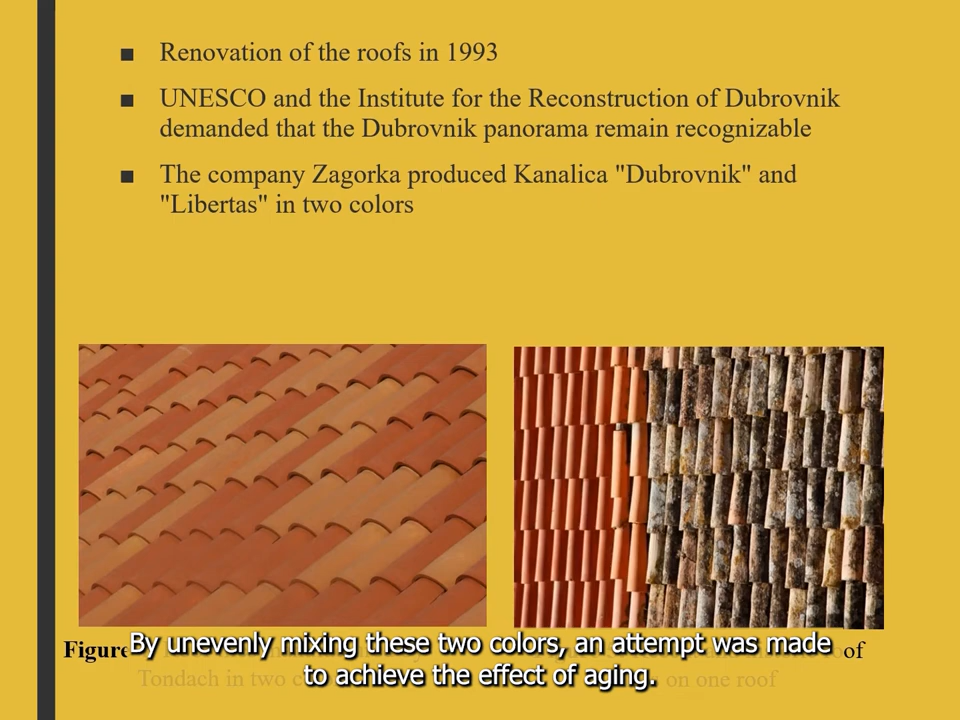 ■ Renovation of the roofs in 1993
■ UNESCO and the Institute for the Reconstruction of Dubrovnik
demanded that the Dubrovnik panorama remain recognizable
■ The company Zagorka produced Kanalica "Dubrovnik" and
"Libertas" in two colors
Figure of
By unevenly mixing these two colors, an attempt was made
Tondach in two on one roof
to achieve the effect of aging.